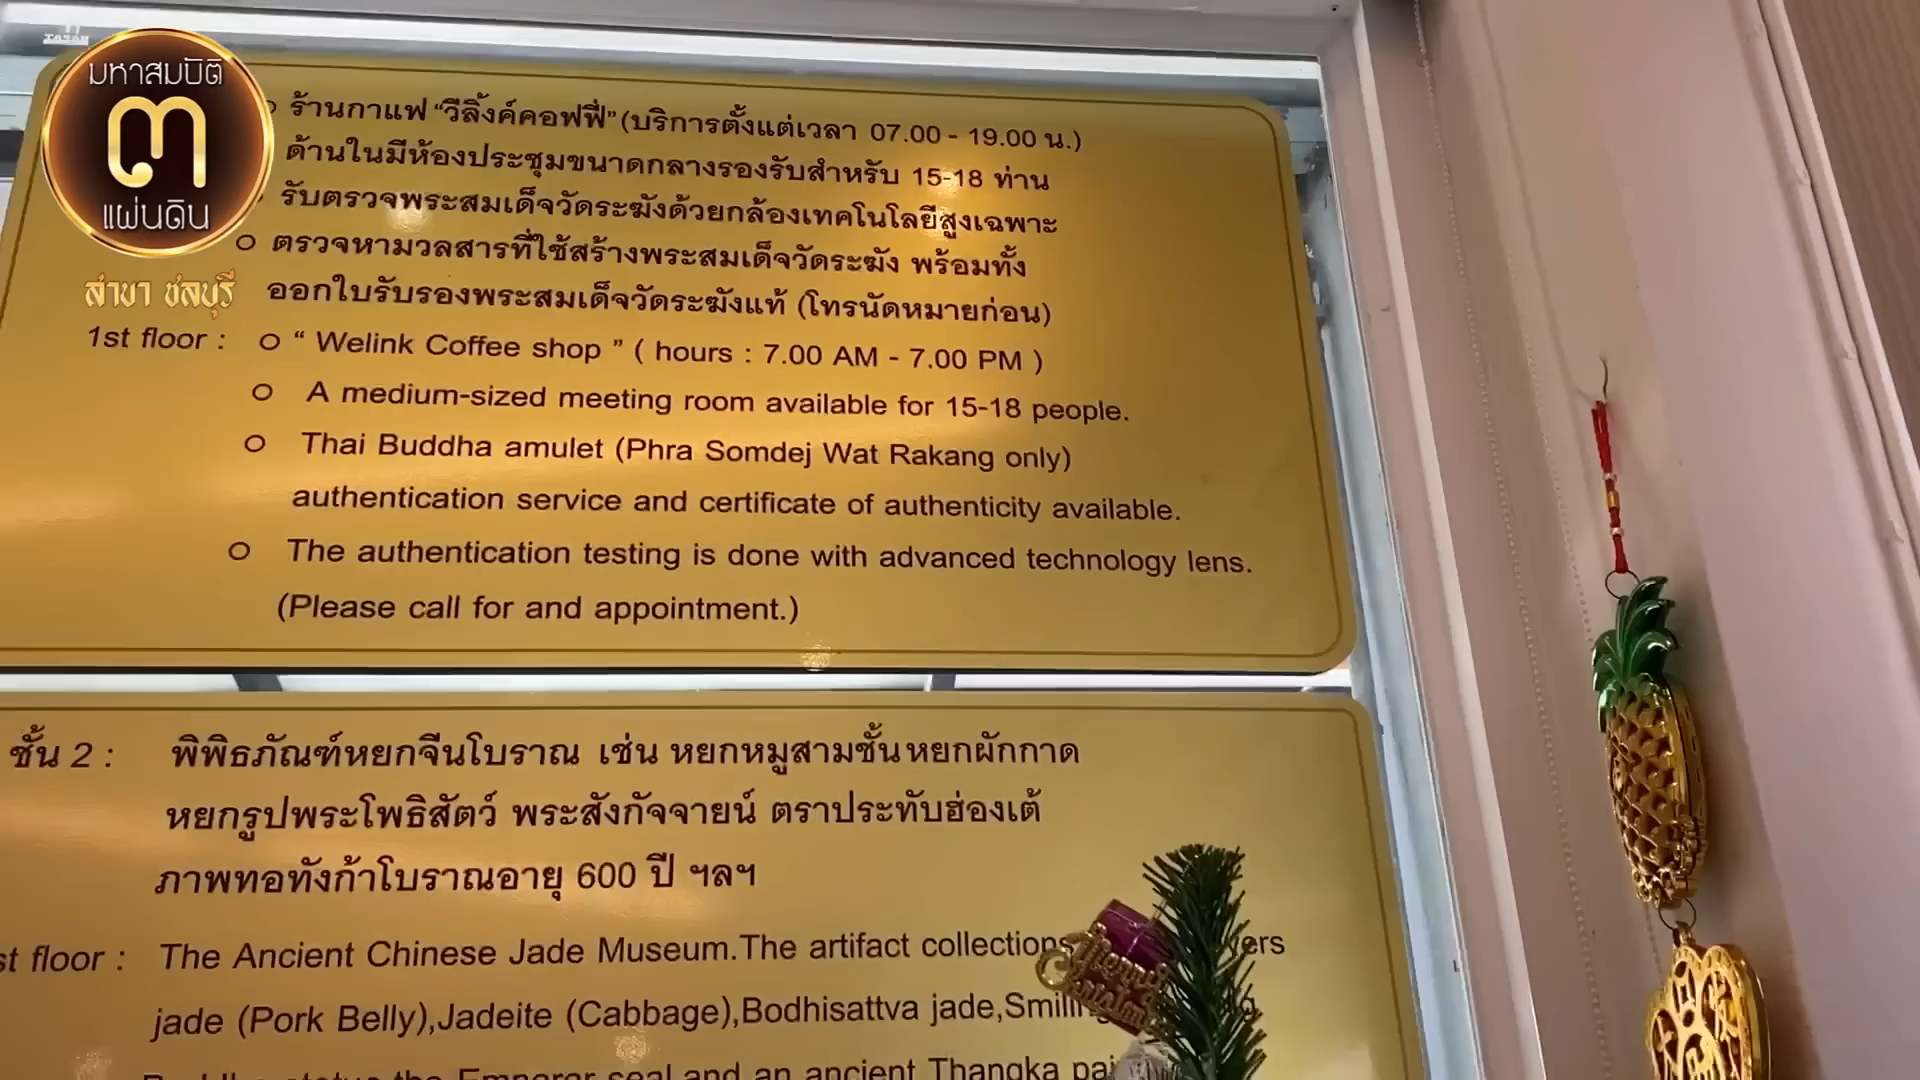 มหาสมบัติ
๓
แผ่นดิน
สาขา ชลบุรี
ร้านกาแฟ “วีลิ้งค์คอฟฟี่” (บริการตั้งแต่เวลา 07.00 - 19.00 น.)
ด้านในมีห้องประชุมขนาดกลางรองรับสำหรับ 15-18 ท่าน
รับตรวจพระสมเด็จวัดระฆังด้วยกล้องเทคโนโลยีสูงเฉพาะ
ตรวจหามวลสารที่ใช้สร้างพระสมเด็จวัดระฆัง พร้อมทั้ง
ออกใบรับรองพระสมเด็จวัดระฆังแท้ (โทรนัดหมายก่อน)
1st floor : o “ Welink Coffee shop ” ( hours : 7.00 AM - 7.00 PM )
o A medium-sized meeting room available for 15-18 people.
o Thai Buddha amulet (Phra Somdej Wat Rakang only)
authentication service and certificate of authenticity available.
o The authentication testing is done with advanced technology lens.
(Please call for and appointment.)
ชั้น 2 : พิพิธภัณฑ์หยกจีนโบราณ เช่น หยกหมูสามชั้น หยกผักกาด
หยกรูปพระโพธิสัตว์ พระสังกัจจายน์ ตราประทับฮ่องเต้
ภาพทอทังก้าโบราณอายุ 600 ปี ฯลฯ
st floor : The Ancient Chinese Jade Museum.The artifact collections
jade (Pork Belly),Jadeite (Cabbage),Bodhisattva jade,
the Emperor seal and an ancient Thangka
Merry